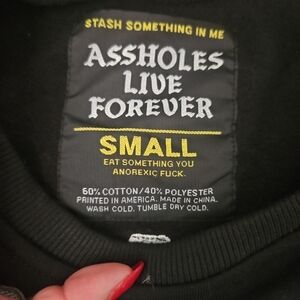 STASH SOMETHING IN ME
ASSHOLES
LIVE
FOREVER
SMALL
EAT SOMETHING YOU
ANOREXIC FUCK.
60% COTTON/40% POLYESTER
PRINTED IN AMERICA. MADE IN CHINA.
WASH COLD. TUMBLE DRY COLD.